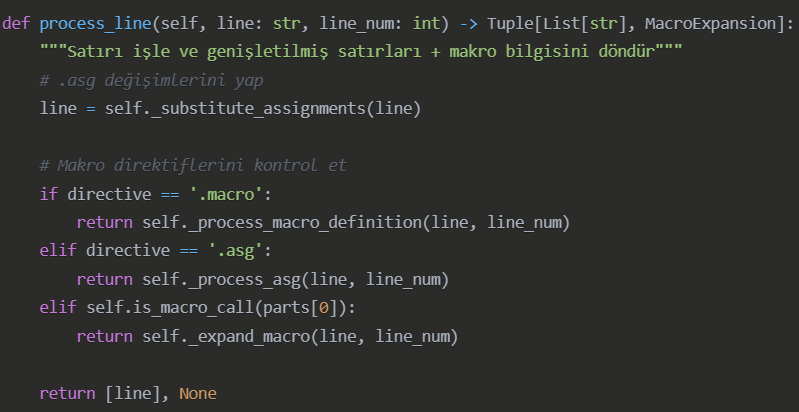 def process_line(self, line: str, line_num: int) -> Tuple[List[str], MacroExpansion]:
    """Satırı işle ve genişletilmiş satırları + makro bilgisini döndür"""
    # .asg değişimlerini yap
    line = self._substitute_assignments(line)

    # Makro direktiflerini kontrol et
    if directive == '.macro':
        return self._process_macro_definition(line, line_num)
    elif directive == '.asg':
        return self._process_asg(line, line_num)
    elif self.is_macro_call(parts[0]):
        return self._expand_macro(line, line_num)

    return [line], None